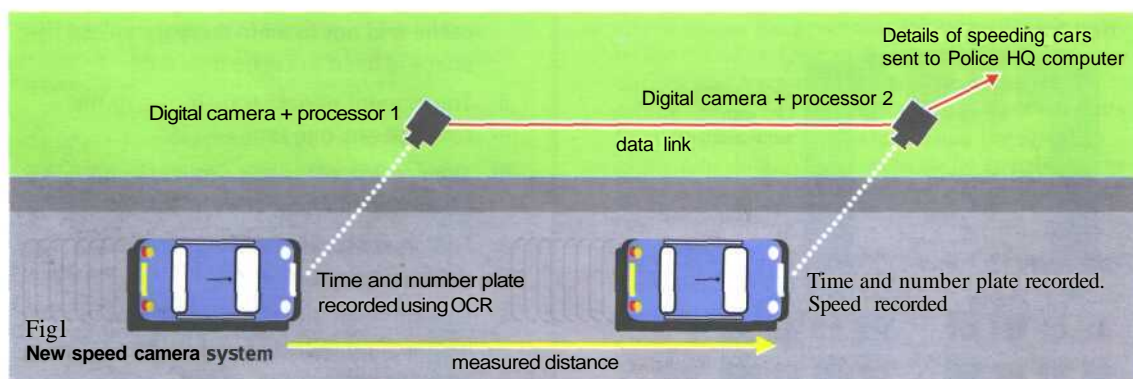 Details of speeding cars
sent to Police HQ computer
Digital camera + processor 1
Digital camera + processor 2
data link
Time and number plate
recorded using OCR
Time and number plate recorded.
Speed recorded
Fig1
New speed camera system
measured distance